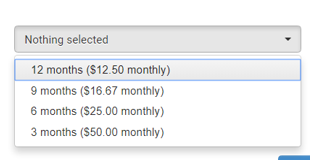 Nothing selected
12 months ($12.50 monthly)
9 months ($16.67 monthly)
6 months ($25.00 monthly)
3 months ($50.00 monthly)